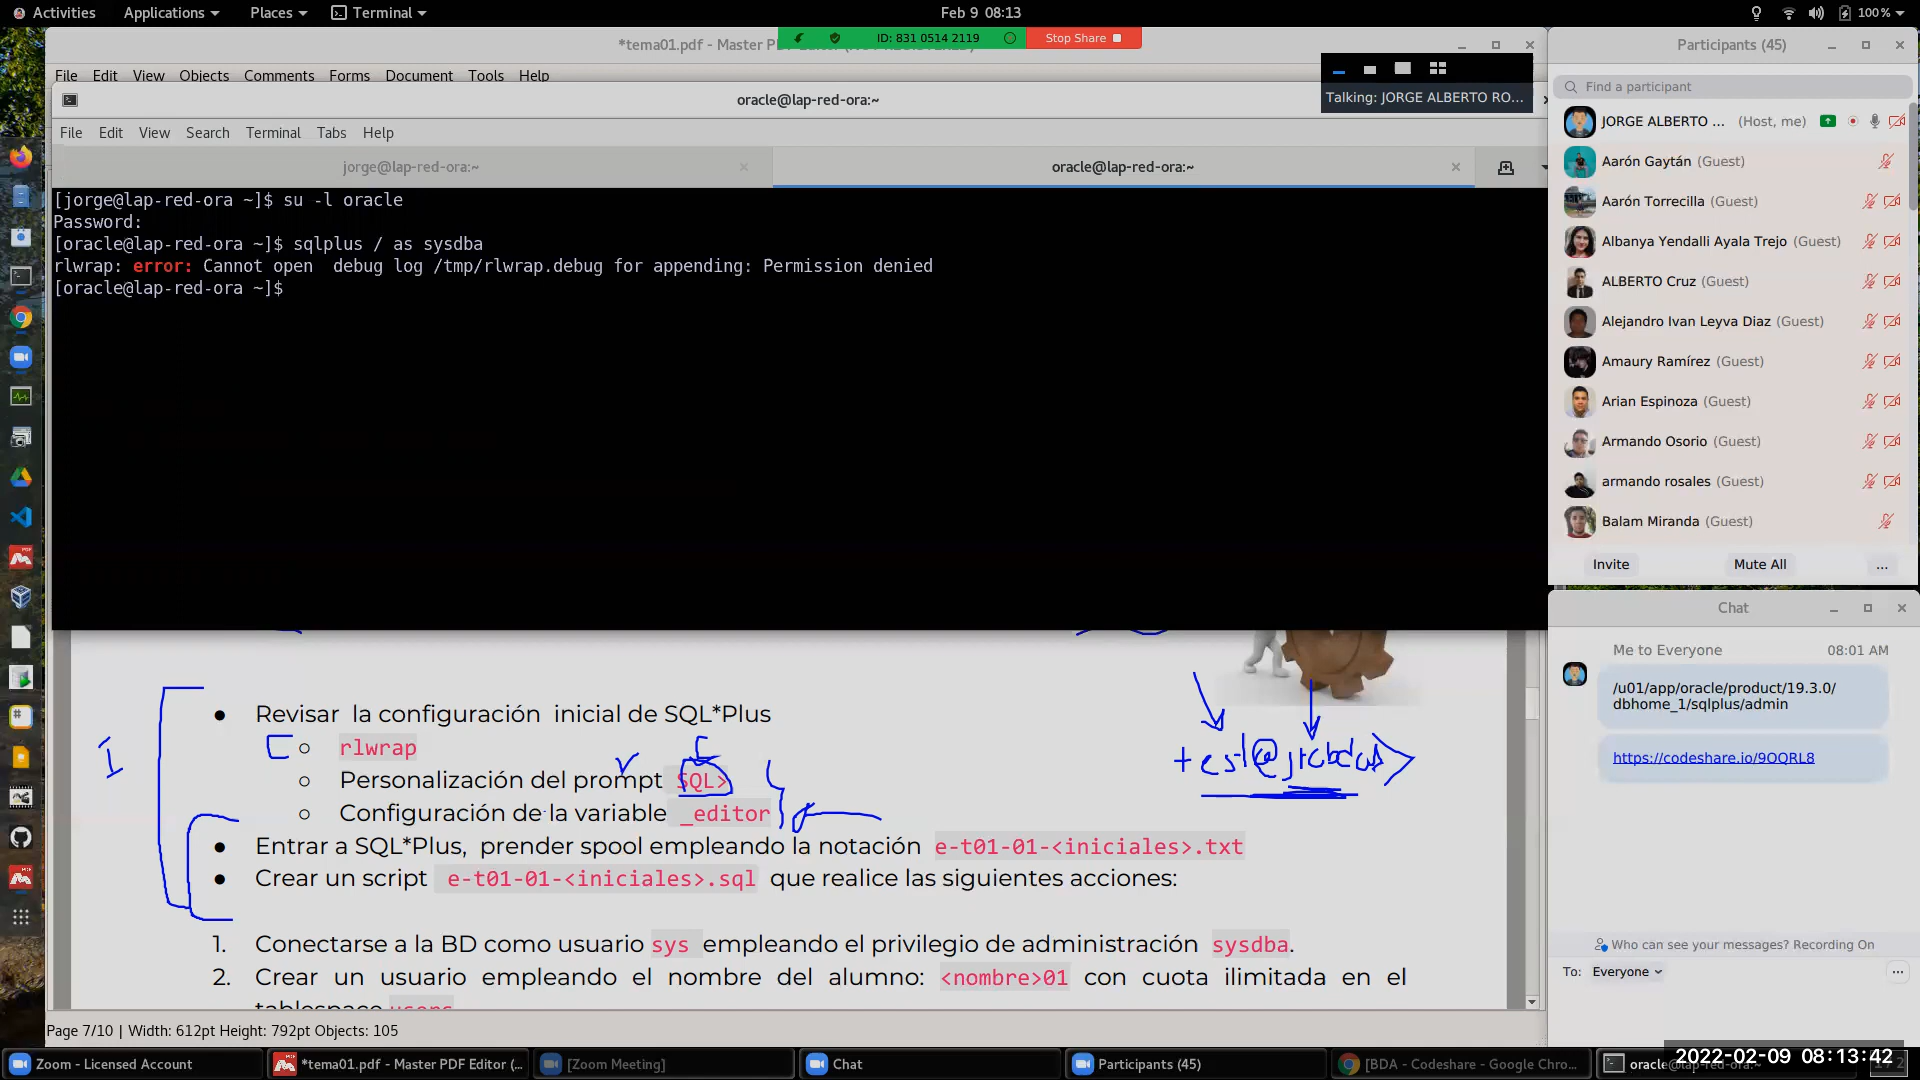 Activities
Applications
Places
Terminal
Feb 9 08:13
100%
*tema01.pdf - Master P
ID: 831 0514 2119
Stop Share
File Edit View Objects Comments Forms Document Tools Help
Talking: JORGE ALBERTO RO...
oracle@lap-red-ora:~
File Edit View Search Terminal Tabs Help
jorge@lap-red-ora:~
oracle@lap-red-ora:~
[jorge@lap-red-ora ~]$ su -l oracle
Password:
[oracle@lap-red-ora ~]$ sqlplus / as sysdba
rlwrap: error: Cannot open  debug log /tmp/rlwrap.debug for appending: Permission denied
[oracle@lap-red-ora ~]$
I
● Revisar la configuración inicial de SQL*Plus
○ rlwrap
○ Personalización del prompt SQL>
○ Configuración de la variable _editor
● Entrar a SQL*Plus, prender spool empleando la notación e-t01-01-<iniciales>.txt
● Crear un script e-t01-01-<iniciales>.sql que realice las siguientes acciones:
1. Conectarse a la BD como usuario sys empleando el privilegio de administración sysdba.
2. Crear un usuario empleando el nombre del alumno: <nombre>01 con cuota ilimitada en el
tablespace users
Page 7/10 | Width: 612pt Height: 792pt Objects: 105
Participants (45)
Find a participant
JORGE ALBERTO ... (Host, me)
Aarón Gaytán (Guest)
Aarón Torrecilla (Guest)
Albanya Yendalli Ayala Trejo (Guest)
ALBERTO Cruz (Guest)
Alejandro Ivan Leyva Diaz (Guest)
Amaury Ramírez (Guest)
Arian Espinoza (Guest)
Armando Osorio (Guest)
armando rosales (Guest)
Balam Miranda (Guest)
Invite
Mute All
...
Chat
Me to Everyone 08:01 AM
/u01/app/oracle/product/19.3.0/
dbhome_1/sqlplus/admin
https://codeshare.io/9OQRL8
Who can see your messages? Recording On
To: Everyone
...
Zoom - Licensed Account
*tema01.pdf - Master PDF Editor (...
[Zoom Meeting]
Chat
Participants (45)
[BDA - Codeshare - Google Chro...
oracle@lap-red-ora:~
2022-02-09 08:13:42